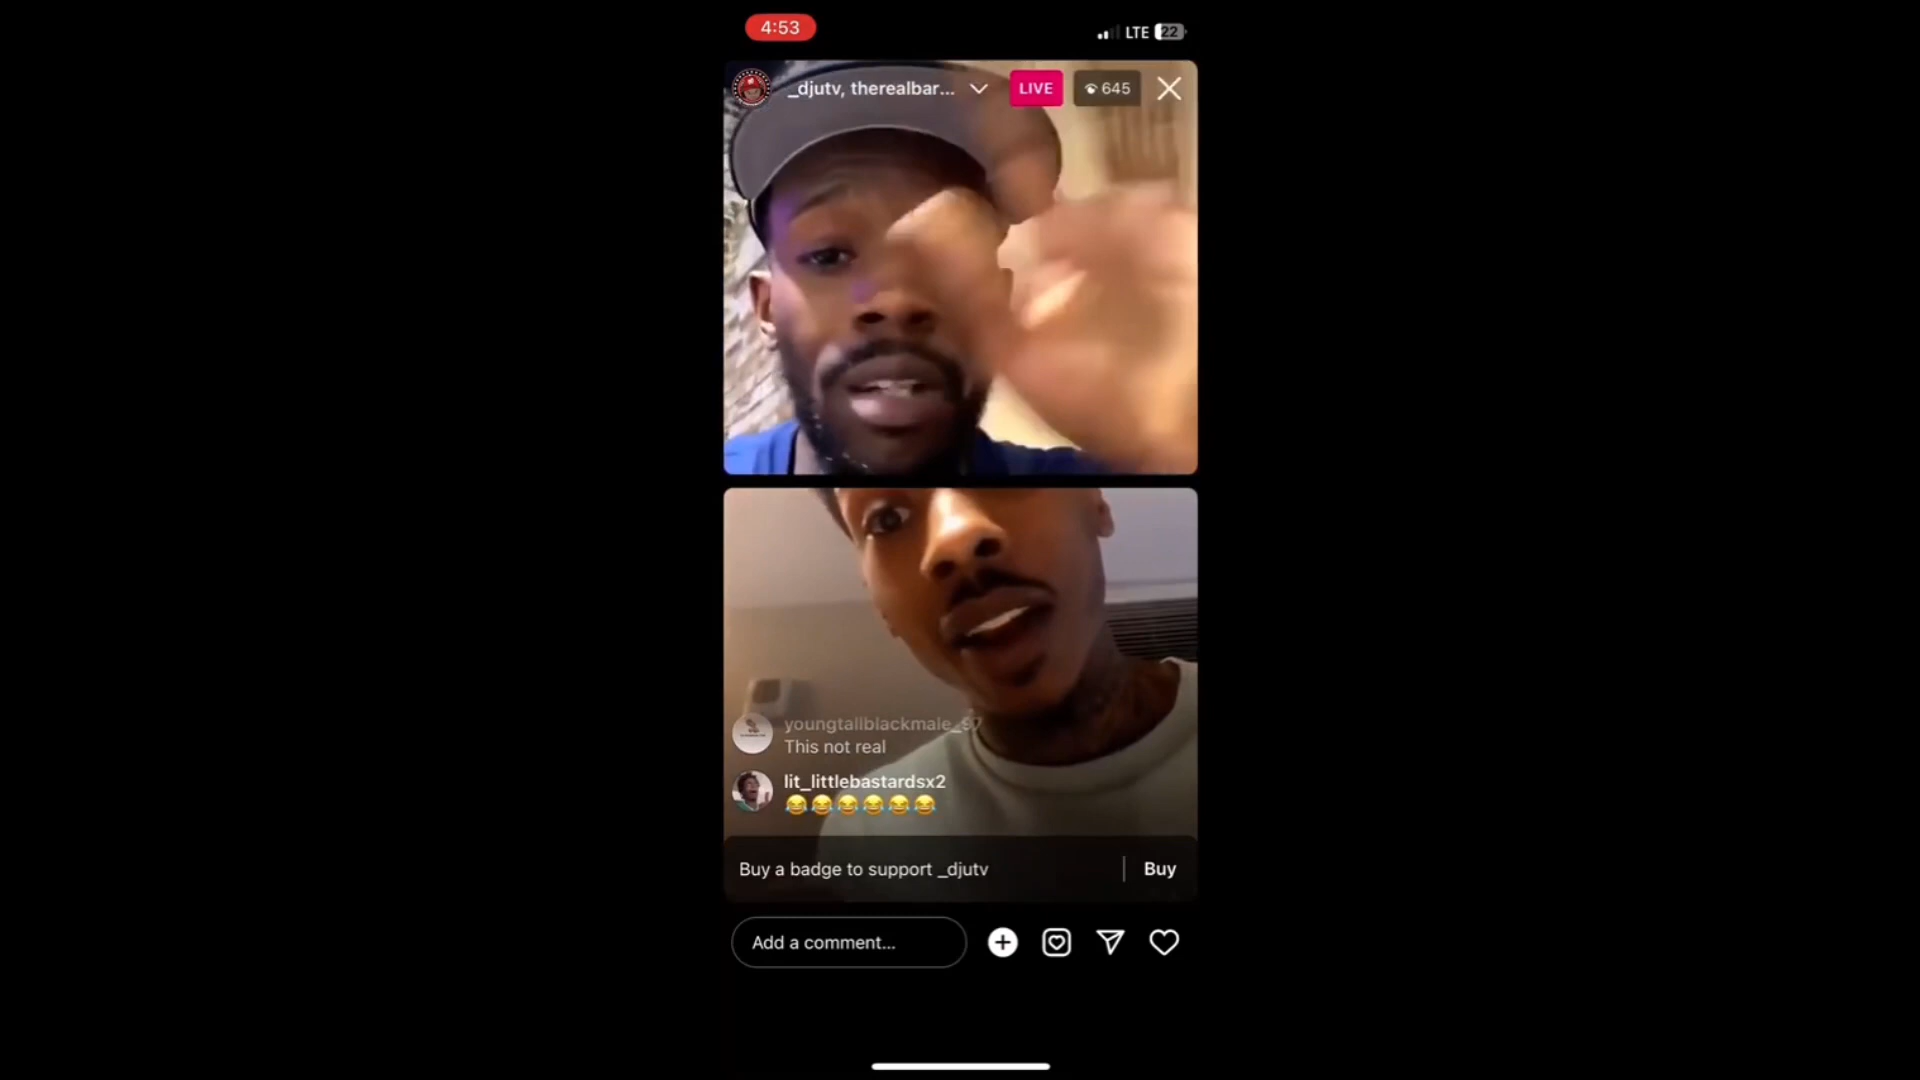 4:53
LTE 22
_djutv, therealbar...
LIVE
645
youngtallblackmale_97
This not real
lit_littlebastardsx2
😂😂😂😂😂😂
Buy a badge to support _djutv
Buy
Add a comment...